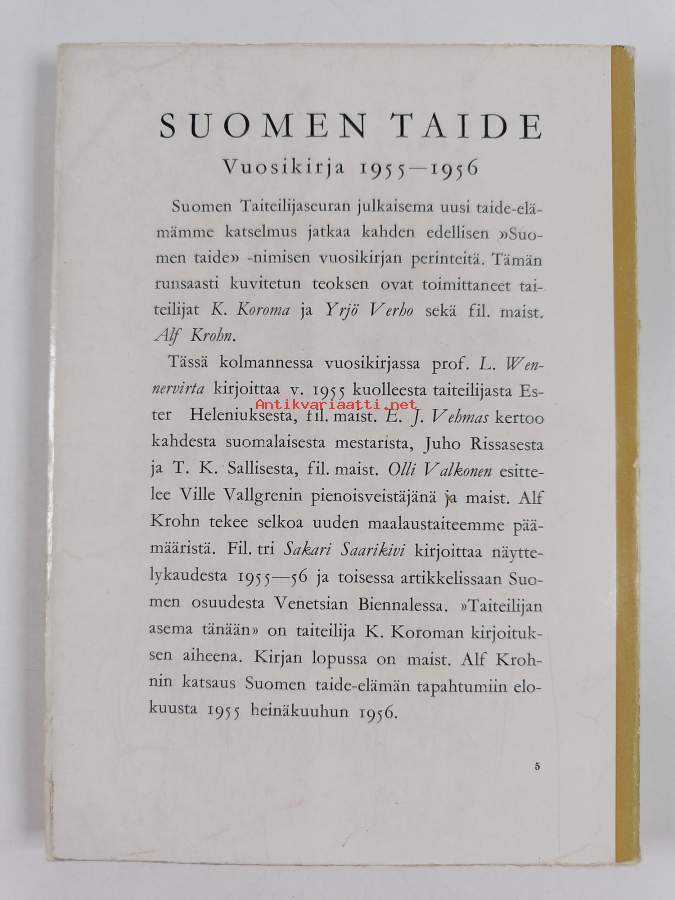 SUOMEN TAIDE
Vuosikirja 1955—1956
Suomen Taiteilijaseuran julkaisema uusi taide-elä-
mämme katselmus jatkaa kahden edellisen »Suo-
men taide» -nimisen vuosikirjan perinteitä. Tämän
runsaasti kuvitetun teoksen ovat toimittaneet tai-
teilijat K. Koroma ja Yrjö Verho sekä fil. maist.
Alf Krohn.
Tässä kolmannessa vuosikirjassa prof. L. Wen-
nervirta kirjoittaa v. 1955 kuolleesta taiteilijasta Es-
Antikvariaatti.net
ter Heleniuksesta, fil. maist. E. J. Vehmas kertoo
kahdesta suomalaisesta mestarista, Juho Rissasesta
ja T. K. Sallisesta, fil. maist. Olli Valkonen esitte-
lee Ville Vallgrenin pienoisveistäjänä ja maist. Alf
Krohn tekee selkoa uuden maalaustaiteemme pää-
määristä. Fil. tri Sakari Saarikivi kirjoittaa näytte-
lykaudesta 1955—56 ja toisessa artikkelissaan Suo-
men osuudesta Venetsian Biennalessa. »Taiteilijan
asema tänään» on taiteilija K. Koroman kirjoituk-
sen aiheena. Kirjan lopussa on maist. Alf Kroh-
nin katsaus Suomen taide-elämän tapahtumiin elo-
kuusta 1955 heinäkuuhun 1956.
5